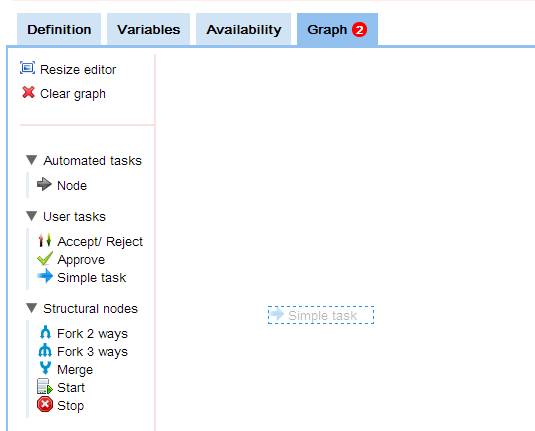 Definition Variables Availability Graph 2
Resize editor
Clear graph
Automated tasks
Node
User tasks
Accept/ Reject
Approve
Simple task
Structural nodes
Simple task
Fork 2 ways
Fork 3 ways
Merge
Start
Stop